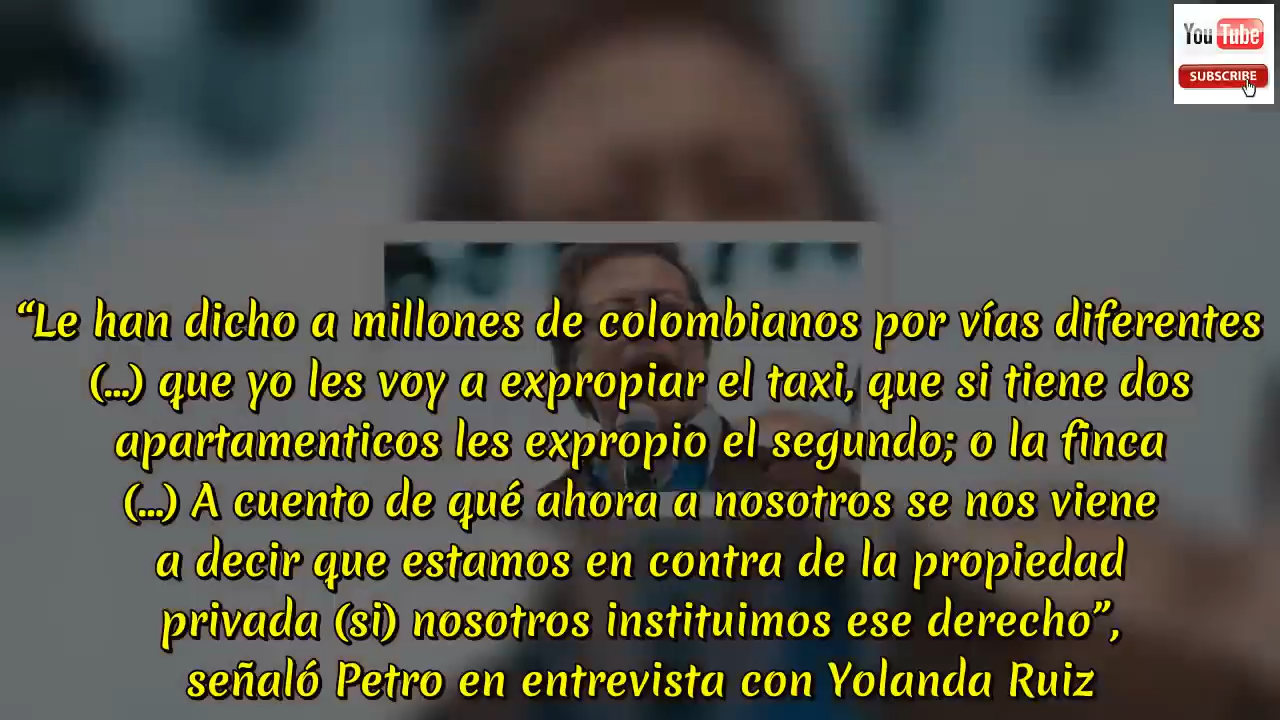 You Tube
SUBSCRIBE
“Le han dicho a millones de colombianos por vías diferentes
(...) que yo les voy a expropiar el taxi, que si tiene dos
apartamenticos les expropio el segundo; o la finca
(...) A cuento de qué ahora a nosotros se nos viene
a decir que estamos en contra de la propiedad
privada (si) nosotros instituimos ese derecho”,
señaló Petro en entrevista con Yolanda Ruiz